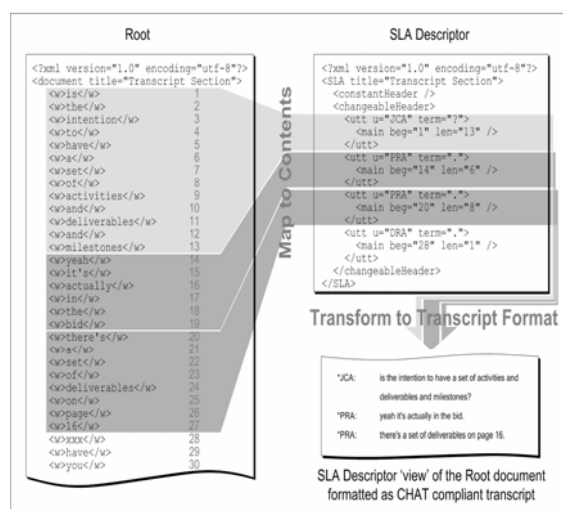 Root
<?xml version="1.0" encoding="utf-8"?>
<document title="Transcript Section">
<w>is</w> 1
<w>the</w> 2
<w>intention</w> 3
<w>to</w> 4
<w>have</w> 5
<w>a</w> 6
<w>set</w> 7
<w>of</w> 8
<w>activities</w> 9
<w>and</w> 10
<w>deliverables</w> 11
<w>and</w> 12
<w>milestones</w> 13
<w>yeah</w> 14
<w>it's</w> 15
<w>actually</w> 16
<w>in</w> 17
<w>the</w> 18
<w>bid</w> 19
<w>there's</w> 20
<w>a</w> 21
<w>set</w> 22
<w>of</w> 23
<w>deliverables</w> 24
<w>on</w> 25
<w>page</w> 26
<w>16</w> 27
<w>xxx</w> 28
<w>have</w> 29
<w>you</w> 30
Map to Contents
SLA Descriptor
<?xml version="1.0" encoding="utf-8"?>
<SLA title="Transcript Section">
<constantHeader />
<changeableHeader>
<utt u="JCA" term="?">
<main beg="1" len="13" />
</utt>
<utt u="PRA" term=".">
<main beg="14" len="6" />
</utt>
<utt u="PRA" term=".">
<main beg="20" len="8" />
</utt>
<utt u="DRA" term=".">
<main beg="28" len="1" />
</utt>
</changeableHeader>
</SLA>
Transform to Transcript Format
*JCA: is the intention to have a set of activities and
deliverables and milestones?
*PRA: yeah it's actually in the bid.
*PRA: there's a set of deliverables on page 16.
SLA Descriptor 'view' of the Root document
formatted as CHAT compliant transcript